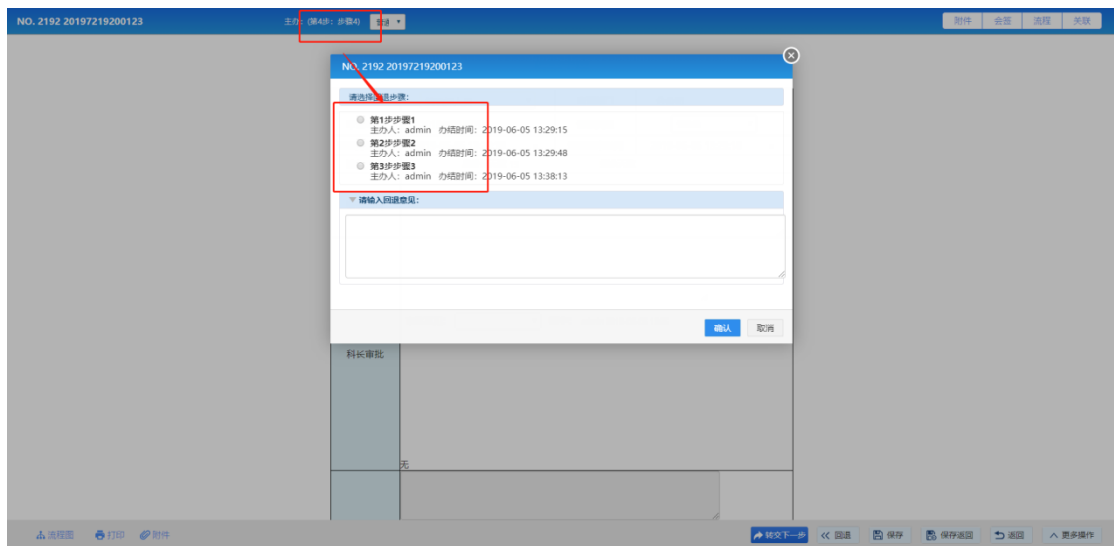 NO. 2192 20197219200123
主办: (第4步: 步骤4)
附件 会签 流程 关联
NO. 2192 20197219200123
请选择回退步骤:
第1步步骤1
主办人: admin 办结时间: 2019-06-05 13:29:15
第2步步骤2
主办人: admin 办结时间: 2019-06-05 13:29:48
第3步步骤3
主办人: admin 办结时间: 2019-06-05 13:38:13
请输入回退意见:
确认 取消
科长审批
无
流程图 打印 附件 转交下一步 回退 保存 保存返回 返回 更多操作